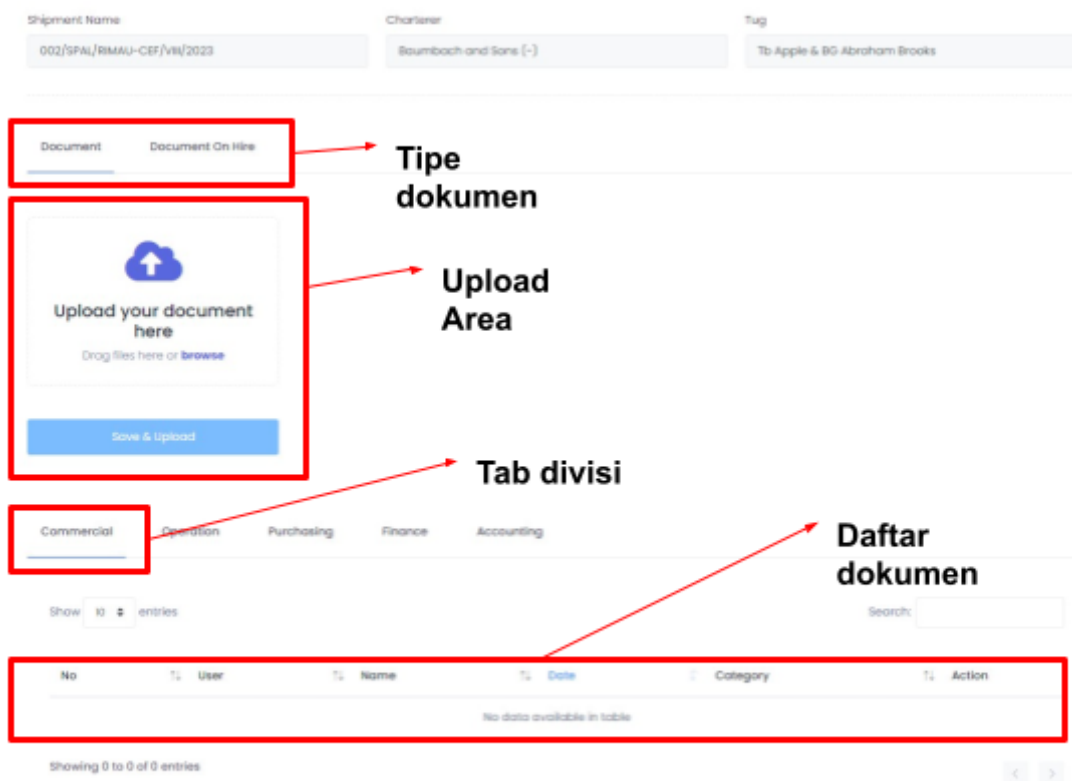 Shipment Name
Charterer
Tug
002/SPAL/RIMAU-CEF/VIII/2023
Baumbach and Sons (-)
Tb Apple & BG Abraham Brooks
Document
Document On Hire
Tipe
dokumen
Upload your document
here
Drag files here or browse
Save & Upload
Upload
Area
Tab divisi
Commercial
Operation
Purchasing
Finance
Accounting
Daftar
dokumen
Show 10 entries
Search:
No
User
Name
Date
Category
Action
No data available in table
Showing 0 to 0 of 0 entries